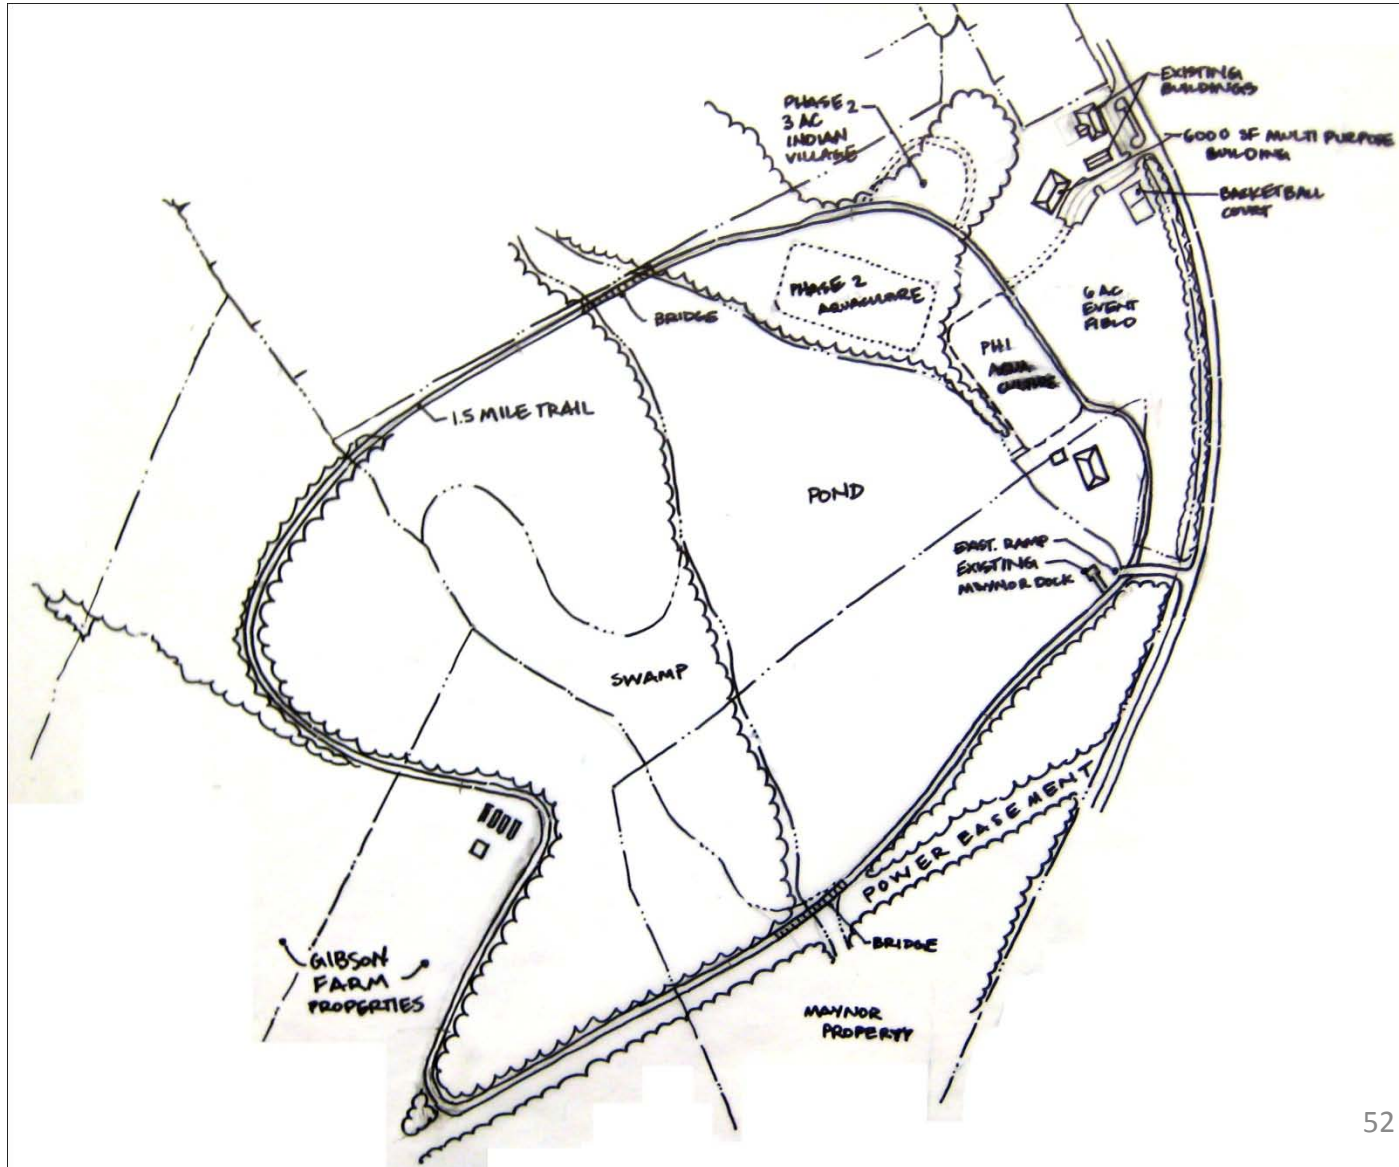 EXISTING
BUILDINGS
PHASE 2
3 AC
INDIAN
VILLAGE
6000 SF MULTI PURPOSE
BUILDING
BASKETBALL
COURT
PHASE 2
AQUACULTURE
6 AC
EVENT
FIELD
BRIDGE
PH1
AQUA
CULTURE
1.5 MILE TRAIL
POND
EXIST. RAMP
EXISTING
MAYNOR DOCK
SWAMP
POWER EASEMENT
BRIDGE
GIBSON
FARM
PROPERTIES
MAYNOR
PROPERTY
52